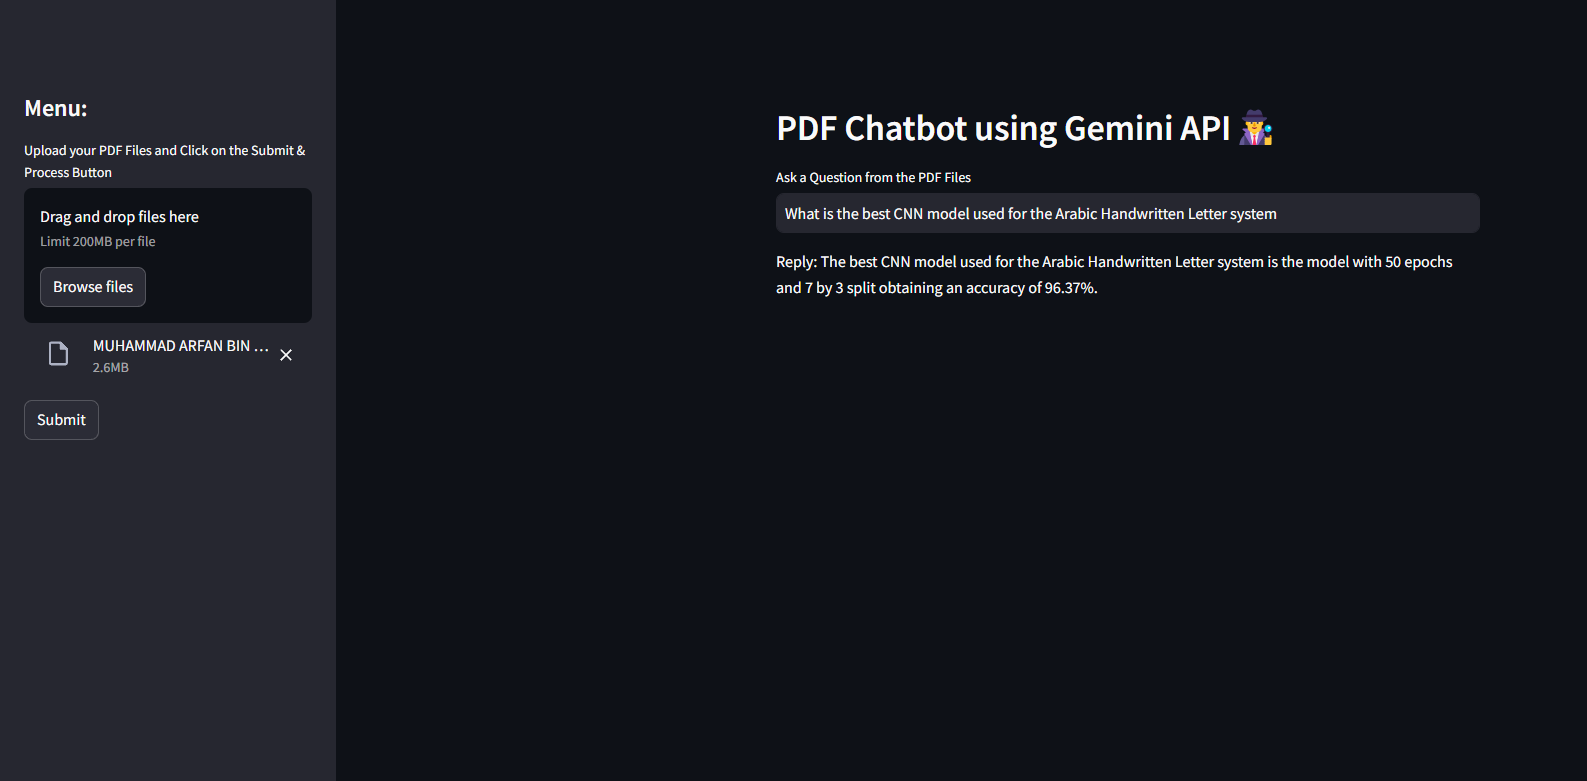 Menu:
Upload your PDF Files and Click on the Submit &
Process Button
Drag and drop files here
Limit 200MB per file
Browse files
MUHAMMAD ARFAN BIN ...
2.6MB
Submit
PDF Chatbot using Gemini API
Ask a Question from the PDF Files
What is the best CNN model used for the Arabic Handwritten Letter system
Reply: The best CNN model used for the Arabic Handwritten Letter system is the model with 50 epochs
and 7 by 3 split obtaining an accuracy of 96.37%.